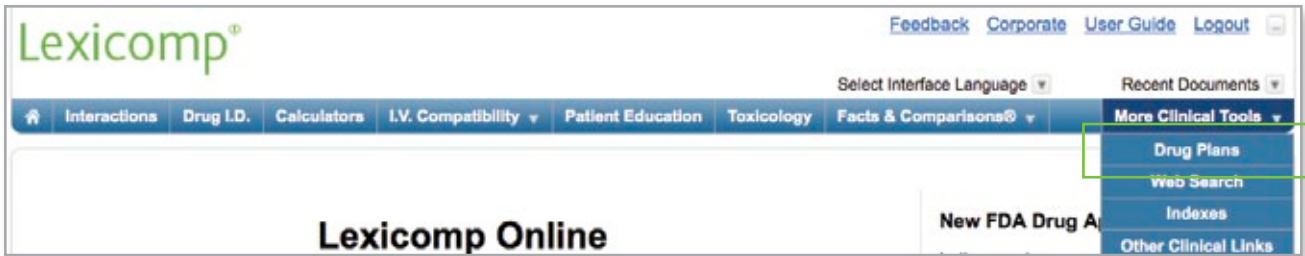 Lexicomp®
Feedback Corporate User Guide Logout
Select Interface Language Recent Documents
Interactions Drug I.D. Calculators I.V. Compatibility Patient Education Toxicology Facts & Comparisons® More Clinical Tools
Drug Plans
Web Search
Indexes
Other Clinical Links
Lexicomp Online
New FDA Drug